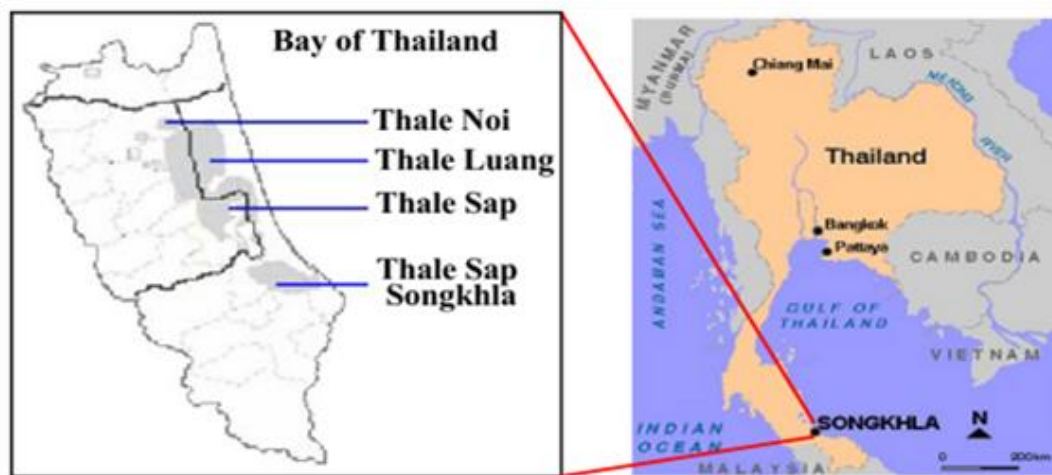 Bay of Thailand
Thale Noi
Thale Luang
Thale Sap
Thale Sap
Songkhla
MYANMAR
(BURMA)
LAOS
Chiang Mai
MEKONG
RIVER
Thailand
Bangkok
Pattaya
CAMBODIA
ANDAMAN SEA
GULF OF
THAILAND
VIETNAM
SONGKHLA
N
INDIAN
OCEAN
MALAYSIA
0
200km